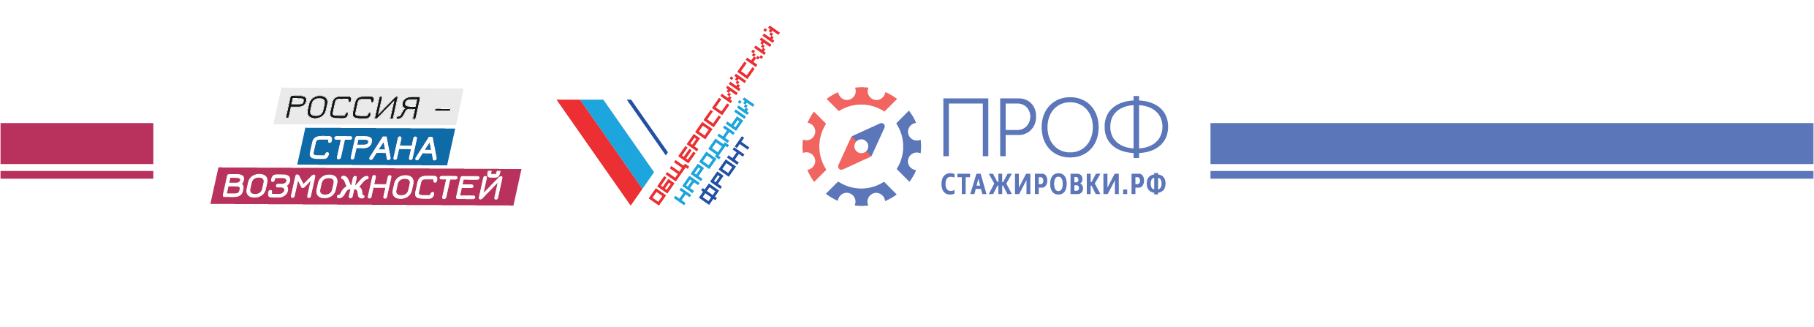 РОССИЯ –
СТРАНА
ВОЗМОЖНОСТЕЙ
ОБЩЕРОССИЙСКИЙ
НАРОДНЫЙ
ФРОНТ
ПРОФ
СТАЖИРОВКИ.РФ